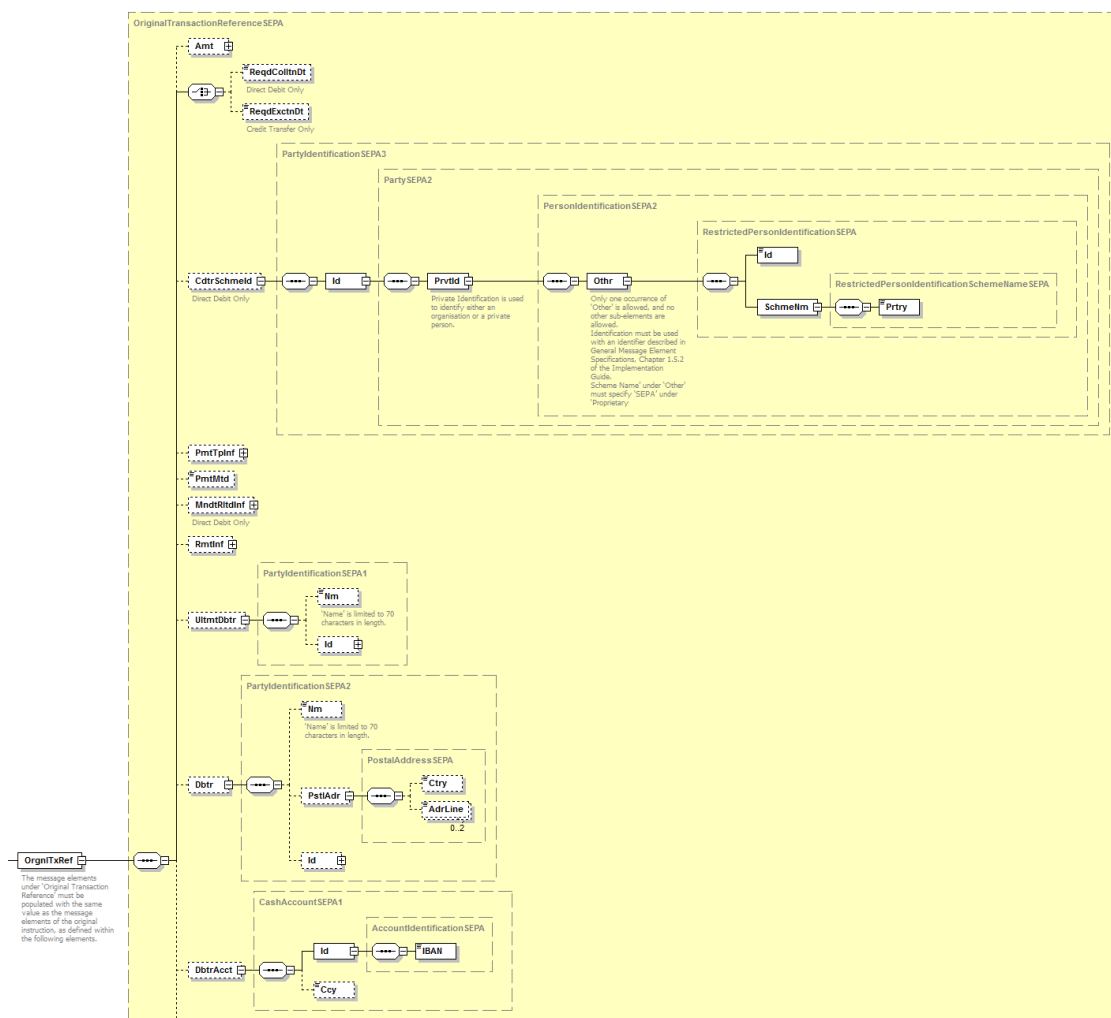 OriginalTransactionReferenceSEPA
Amt
ReqdColltnDt
Direct Debit Only
ReqdExctnDt
Credit Transfer Only
PartyIdentificationSEPA3
PartySEPA2
PersonIdentificationSEPA2
RestrictedPersonIdentificationSEPA
Id
RestrictedPersonIdentificationSchemeNameSEPA
CdtrSchmeId
Direct Debit Only
Id
PrvtId
Private Identification is used
to identify either an
organisation or a private
person.
Othr
Only one occurrence of
'Other' is allowed, and no
other sub-elements are
allowed.
Identification must be used
with an identifier described in
General Message Element
Specifications, Chapter 1.5.2
of the Implementation
Guide.
Scheme Name' under 'Other'
must specify 'SEPA' under
'Proprietary
SchmeNm
Prtry
PmtTpInf
PmtMtd
MndtRltdInf
Direct Debit Only
RmtInf
PartyIdentificationSEPA1
UltmtDbtr
Nm
'Name' is limited to 70
characters in length.
Id
PartyIdentificationSEPA2
Nm
'Name' is limited to 70
characters in length.
PostalAddressSEPA
Dbtr
PstlAdr
Ctry
AdrLine
0..2
Id
OrgnlTxRef
The message elements
under 'Original Transaction
Reference' must be
populated with the same
value as the message
elements of the original
instruction, as defined within
the following elements.
CashAccountSEPA1
AccountIdentificationSEPA
DbtrAcct
Id
IBAN
Ccy